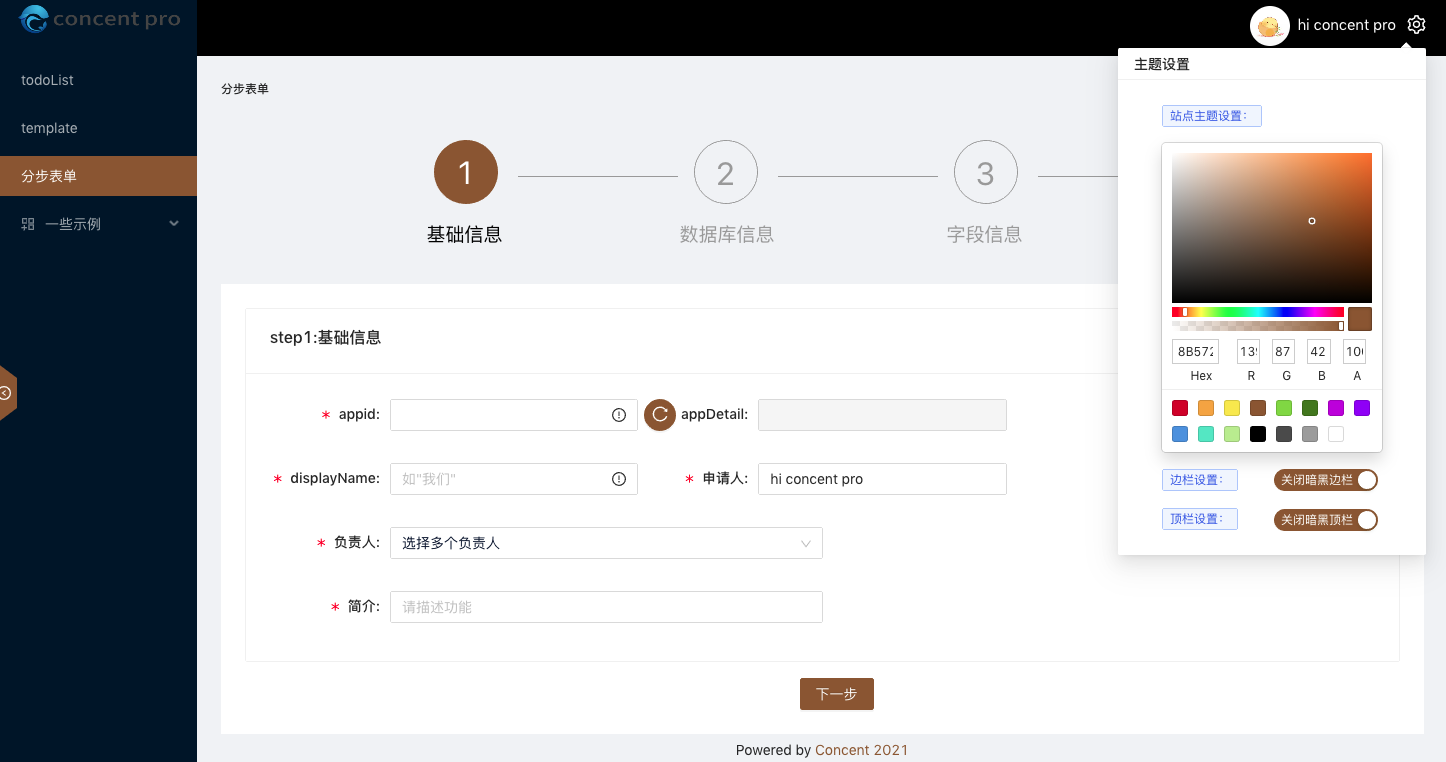 concent pro
hi concent pro
todoList
template
分步表单
一些示例
分步表单
1
2
3
基础信息
数据库信息
字段信息
step1:基础信息
* appid:
appDetail:
* displayName:
如"我们"
* 申请人:
hi concent pro
* 负责人:
选择多个负责人
* 简介:
请描述功能
下一步
Powered by Concent 2021
主题设置
站点主题设置：
8B572
139
87
42
100
Hex
R
G
B
A
边栏设置：
关闭暗黑边栏
顶栏设置：
关闭暗黑顶栏